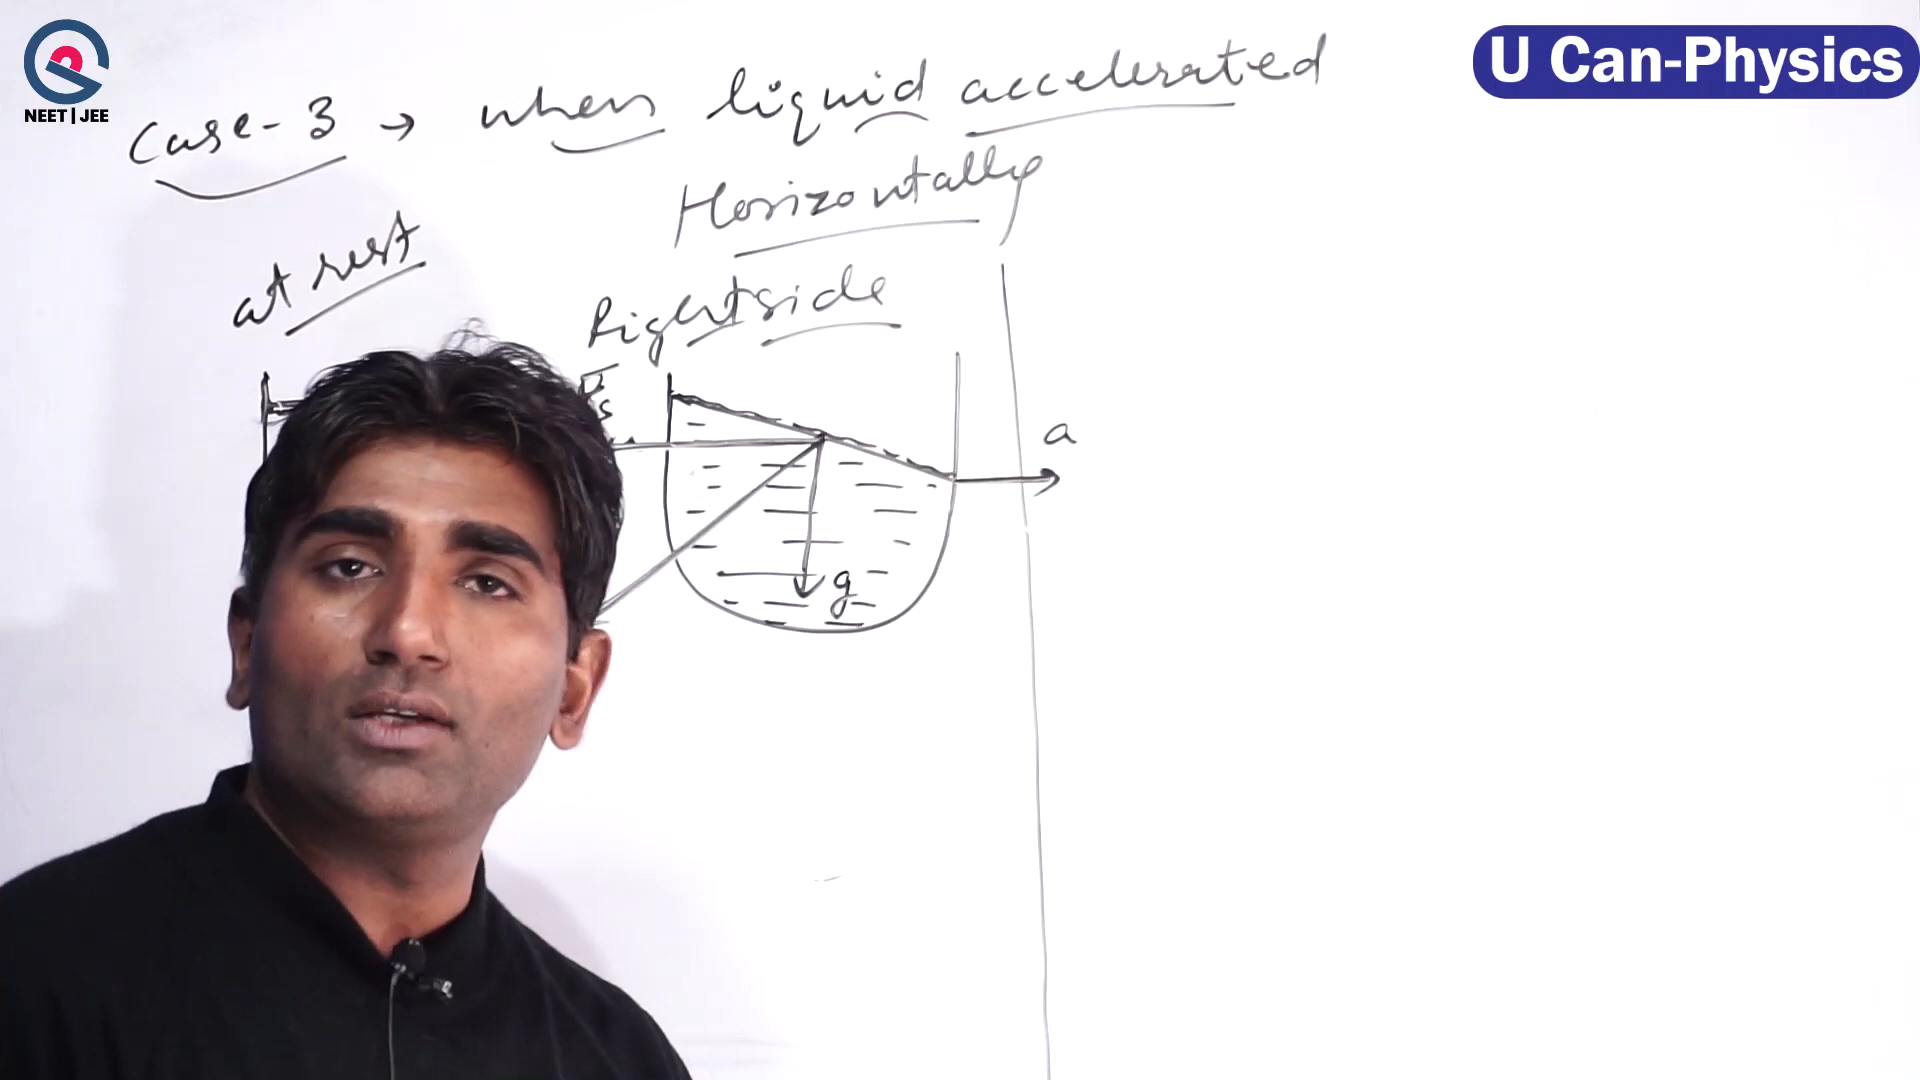 NEET|JEE
U Can-Physics
Case-3 → when liquid accelerated
Horizontally
at rest
Rightside
a
g